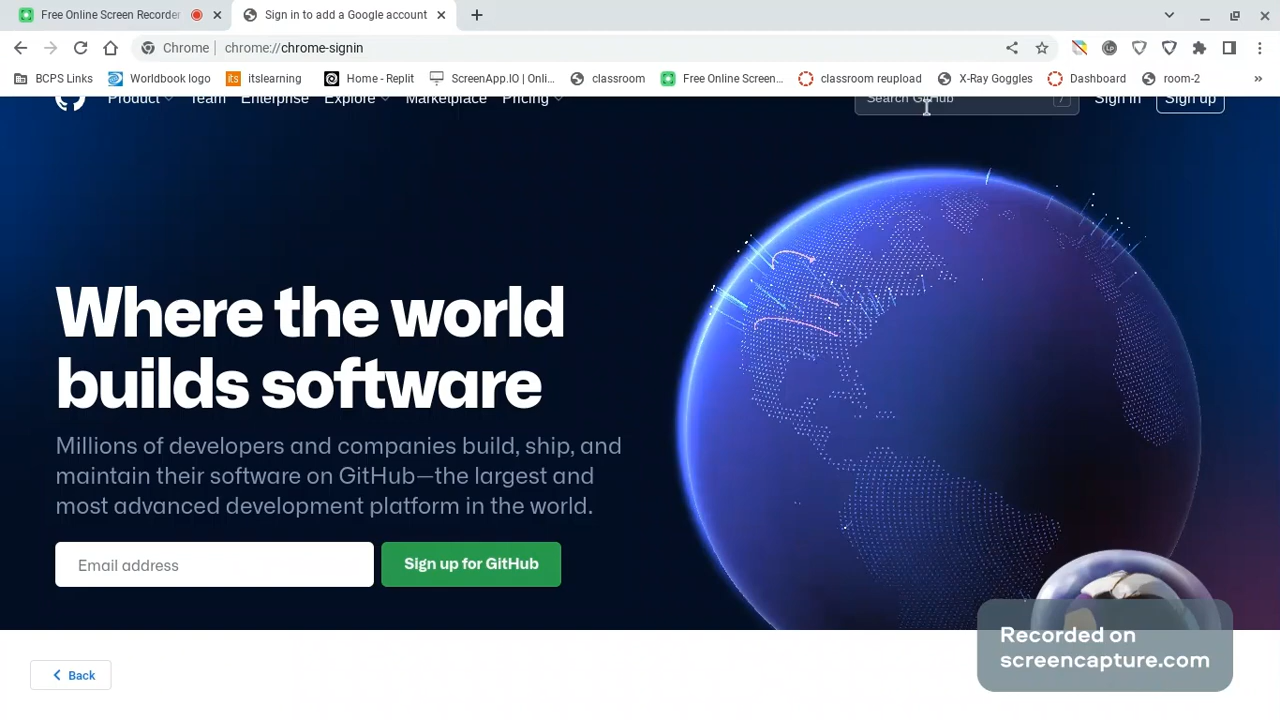 Free Online Screen Recorder
Sign in to add a Google account
Chrome
chrome://chrome-signin
BCPS Links
Worldbook logo
its
itslearning
Home - Replit
ScreenApp.IO | Onli...
classroom
Free Online Screen...
classroom reupload
X-Ray Goggles
Dashboard
room-2
»
Product
Team
Enterprise
Explore
Marketplace
Pricing
Search GitHub
/
Sign in
Sign up
Where the world
builds software
Millions of developers and companies build, ship, and
maintain their software on GitHub—the largest and
most advanced development platform in the world.
Email address
Sign up for GitHub
Recorded on
screencapture.com
Back